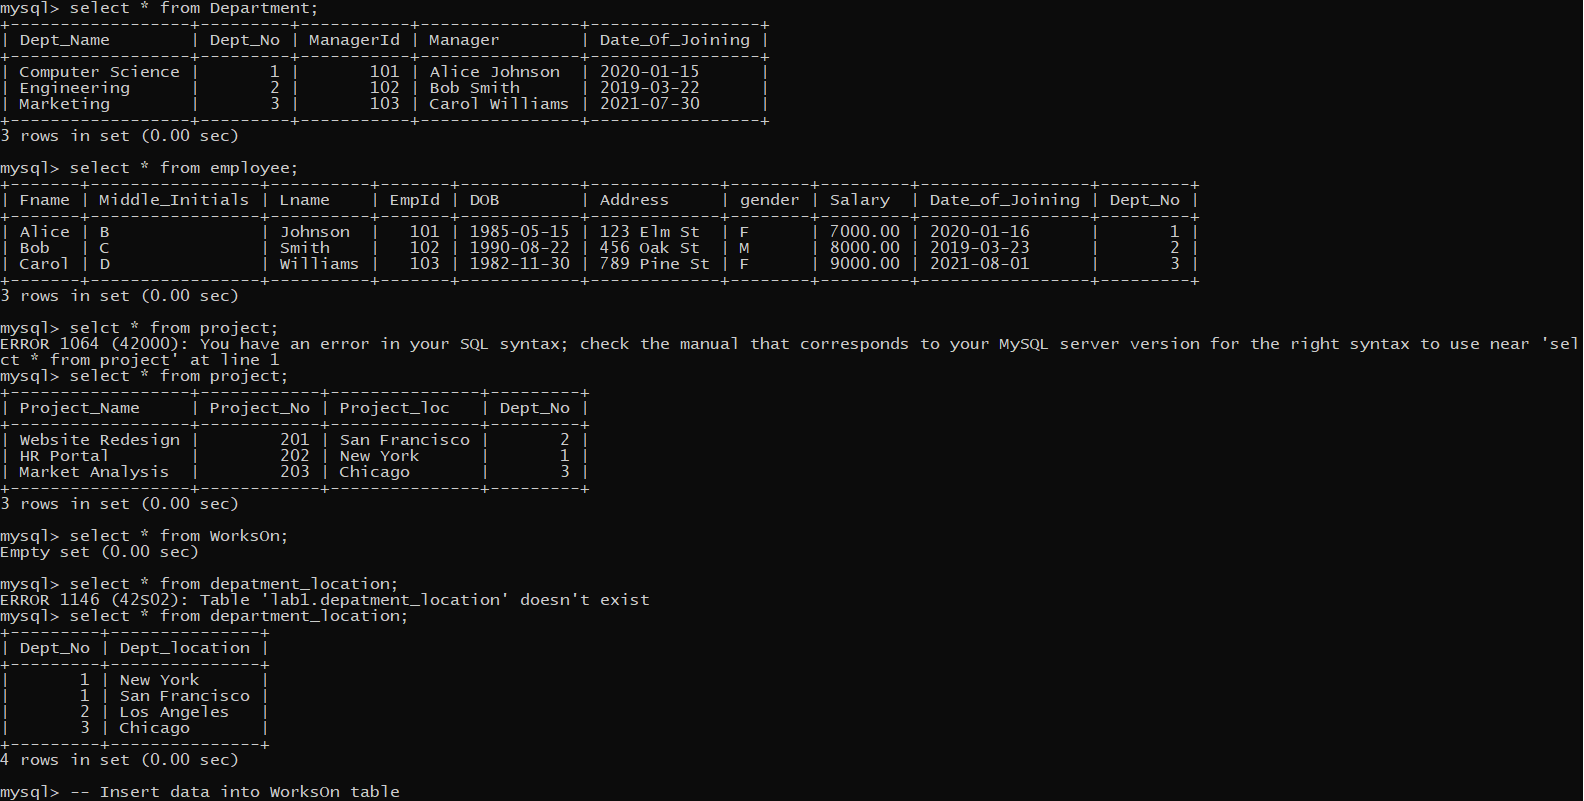 mysql> select * from Department;
+------------------+---------+-----------+----------------+-----------------+
| Dept_Name        | Dept_No | ManagerId | Manager        | Date_Of_Joining |
+------------------+---------+-----------+----------------+-----------------+
| Computer Science |       1 |       101 | Alice Johnson  | 2020-01-15      |
| Engineering      |       2 |       102 | Bob Smith      | 2019-03-22      |
| Marketing        |       3 |       103 | Carol Williams | 2021-07-30      |
+------------------+---------+-----------+----------------+-----------------+
3 rows in set (0.00 sec)

mysql> select * from employee;
+-------+-----------------+----------+-------+------------+-------------+--------+---------+-----------------+---------+
| Fname | Middle_Initials | Lname    | EmpId | DOB        | Address     | gender | Salary  | Date_of_Joining | Dept_No |
+-------+-----------------+----------+-------+------------+-------------+--------+---------+-----------------+---------+
| Alice | B               | Johnson  |   101 | 1985-05-15 | 123 Elm St  | F      | 7000.00 | 2020-01-16      |       1 |
| Bob   | C               | Smith    |   102 | 1990-08-22 | 456 Oak St  | M      | 8000.00 | 2019-03-23      |       2 |
| Carol | D               | Williams |   103 | 1982-11-30 | 789 Pine St | F      | 9000.00 | 2021-08-01      |       3 |
+-------+-----------------+----------+-------+------------+-------------+--------+---------+-----------------+---------+
3 rows in set (0.00 sec)

mysql> selct * from project;
ERROR 1064 (42000): You have an error in your SQL syntax; check the manual that corresponds to your MySQL server version for the right syntax to use near 'sel
ct * from project' at line 1
mysql> select * from project;
+------------------+------------+---------------+---------+
| Project_Name     | Project_No | Project_loc   | Dept_No |
+------------------+------------+---------------+---------+
| Website Redesign |        201 | San Francisco |       2 |
| HR Portal        |        202 | New York      |       1 |
| Market Analysis  |        203 | Chicago       |       3 |
+------------------+------------+---------------+---------+
3 rows in set (0.00 sec)

mysql> select * from WorksOn;
Empty set (0.00 sec)

mysql> select * from depatment_location;
ERROR 1146 (42S02): Table 'lab1.depatment_location' doesn't exist
mysql> select * from department_location;
+---------+---------------+
| Dept_No | Dept_location |
+---------+---------------+
|       1 | New York      |
|       1 | San Francisco |
|       2 | Los Angeles   |
|       3 | Chicago       |
+---------+---------------+
4 rows in set (0.00 sec)

mysql> -- Insert data into WorksOn table